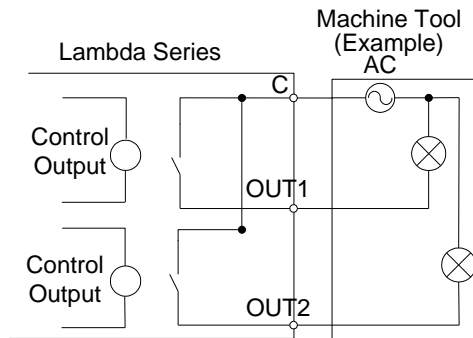 Machine Tool
(Example)
Lambda Series
AC
C
Control
Output
OUT1
Control
Output
OUT2